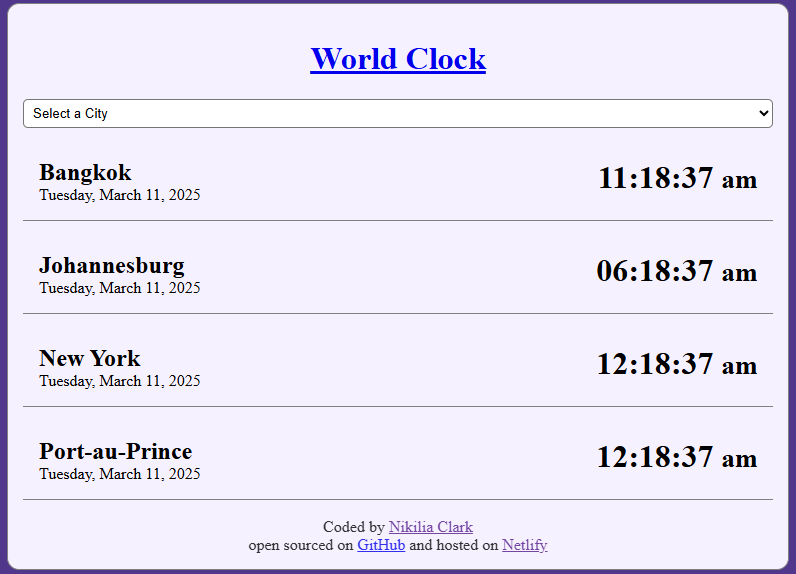 World Clock
Select a City
Bangkok
Tuesday, March 11, 2025
11:18:37 am
Johannesburg
Tuesday, March 11, 2025
06:18:37 am
New York
Tuesday, March 11, 2025
12:18:37 am
Port-au-Prince
Tuesday, March 11, 2025
12:18:37 am
Coded by Nikilia Clark
open sourced on GitHub and hosted on Netlify